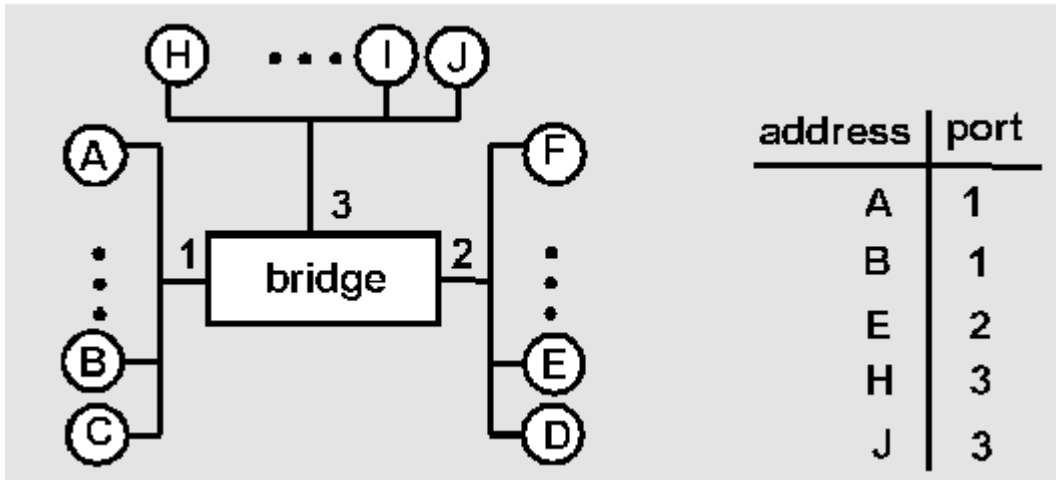 H ... I J
A
F
3
1 bridge 2
B
E
C
D
address port
A 1
B 1
E 2
H 3
J 3